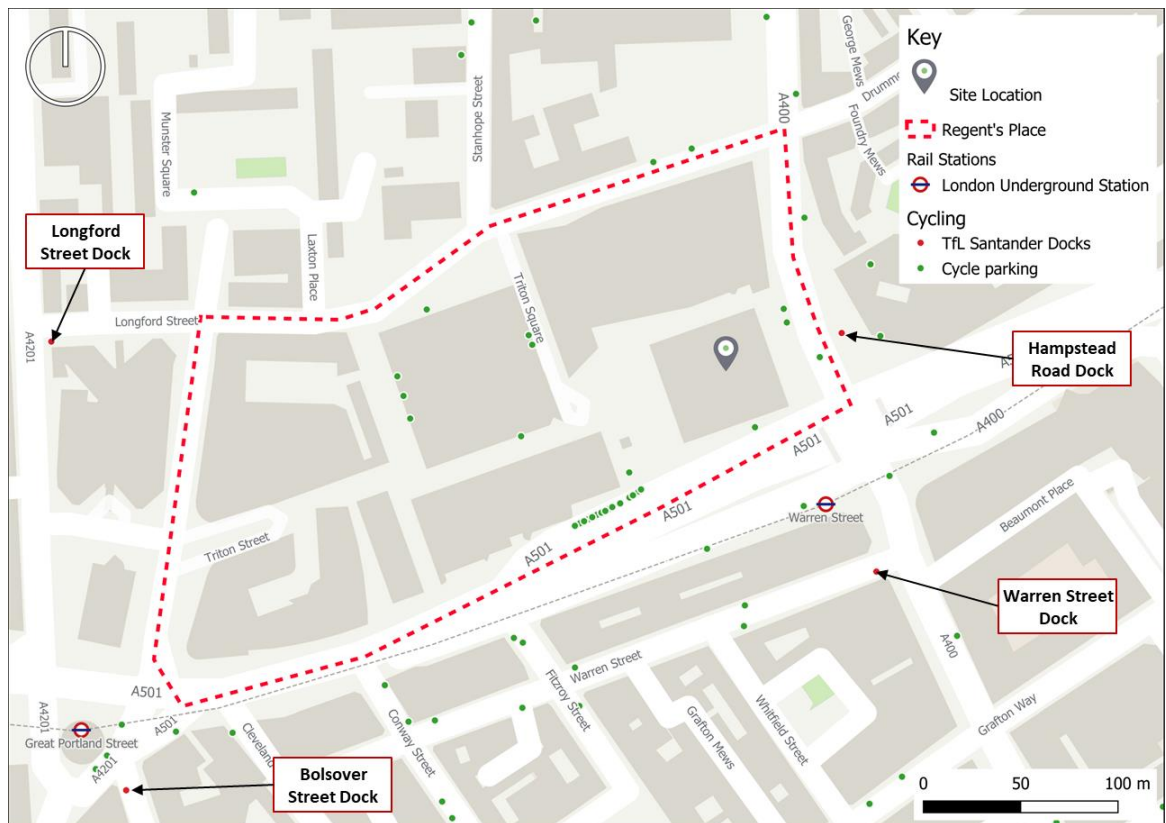 George Mews
A400
Drumm
Foundry Mews
Stanhope Street
Munster Square
Key
Site Location
Regent's Place
Rail Stations
London Underground Station
Cycling
TfL Santander Docks
Cycle parking
Longford
Street Dock
Laxton Place
Triton Square
Longford Street
A4201
Hampstead
Road Dock
A501
A501
A400
A501
A501
Warren Street
Beaumont Place
Triton Street
Warren Street
Dock
A400
Warren Street
Fitzroy Street
Whitfield Street
Grafton Way
Grafton Mews
Conway Street
Cleveland
A501
A4201
A501
Great Portland Street
A4201
Bolsover
Street Dock
0 50 100 m